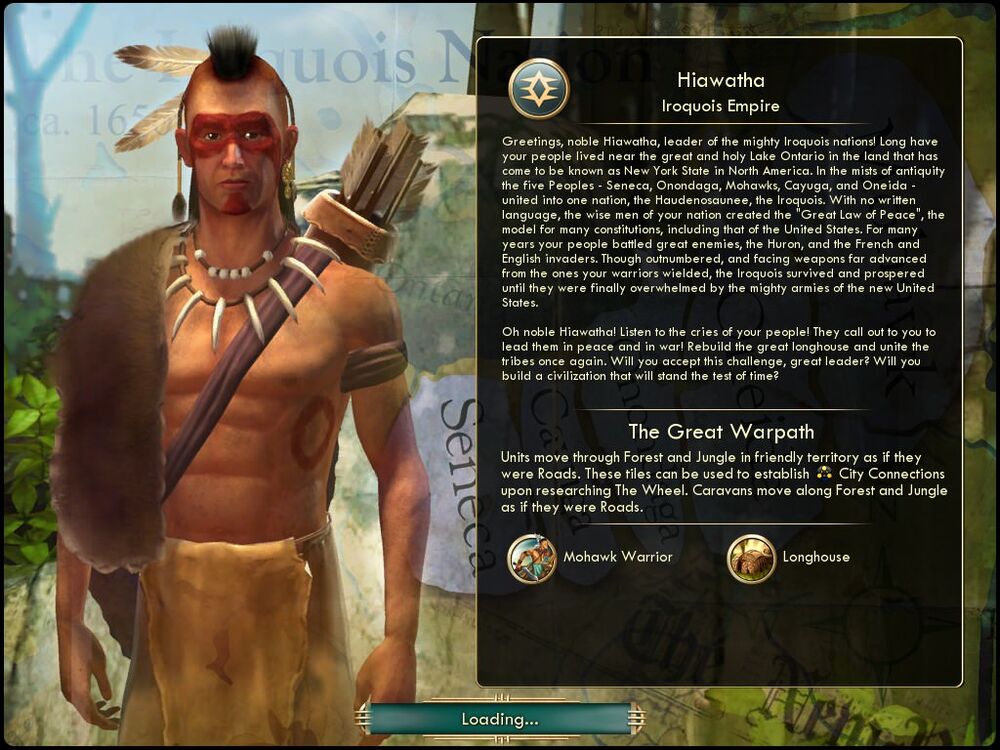 The Iroquois Nation
ca. 1650
Hiawatha
Iroquois Empire
Greetings, noble Hiawatha, leader of the mighty Iroquois nations! Long have
your people lived near the great and holy Lake Ontario in the land that has
come to be known as New York State in North America. In the mists of antiquity
the five Peoples - Seneca, Onondaga, Mohawks, Cayuga, and Oneida -
united into one nation, the Haudenosaunee, the Iroquois. With no written
language, the wise men of your nation created the "Great Law of Peace", the
model for many constitutions, including that of the United States. For many
years your people battled great enemies, the Huron, and the French and
English invaders. Though outnumbered, and facing weapons far advanced
from the ones your warriors wielded, the Iroquois survived and prospered
until they were finally overwhelmed by the mighty armies of the new United
States.
Oh noble Hiawatha! Listen to the cries of your people! They call out to you to
lead them in peace and in war! Rebuild the great longhouse and unite the
tribes once again. Will you accept this challenge, great leader? Will you
build a civilization that will stand the test of time?
Seneca
The Great Warpath
Units move through Forest and Jungle in friendly territory as if they
were Roads. These tiles can be used to establish City Connections
upon researching The Wheel. Caravans move along Forest and Jungle
as if they were Roads.
Mohawk Warrior
Longhouse
Loading...